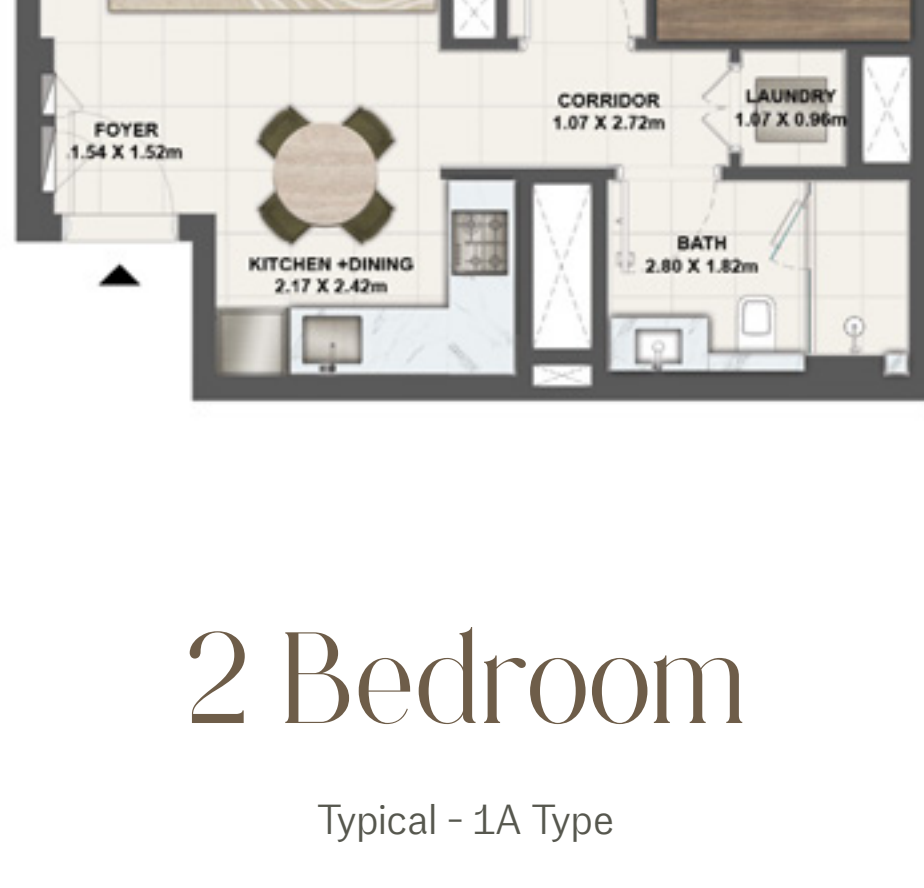 CORRIDOR
1.07 X 2.72m
LAUNDRY
1.07 X 0.96m
FOYER
1.54 X 1.52m
BATH
2.80 X 1.82m
KITCHEN +DINING
2.17 X 2.42m
2 Bedroom
Typical - 1A Type